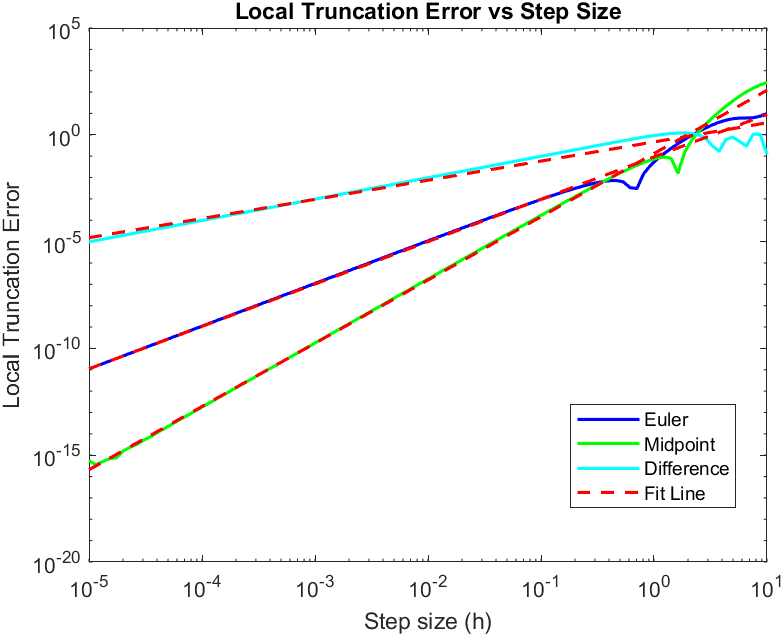 Local Truncation Error vs Step Size
Local Truncation Error
10^5
10^0
10^-5
10^-10
10^-15
10^-20
10^-5
10^-4
10^-3
10^-2
10^-1
10^0
10^1
Step size (h)
Euler
Midpoint
Difference
Fit Line